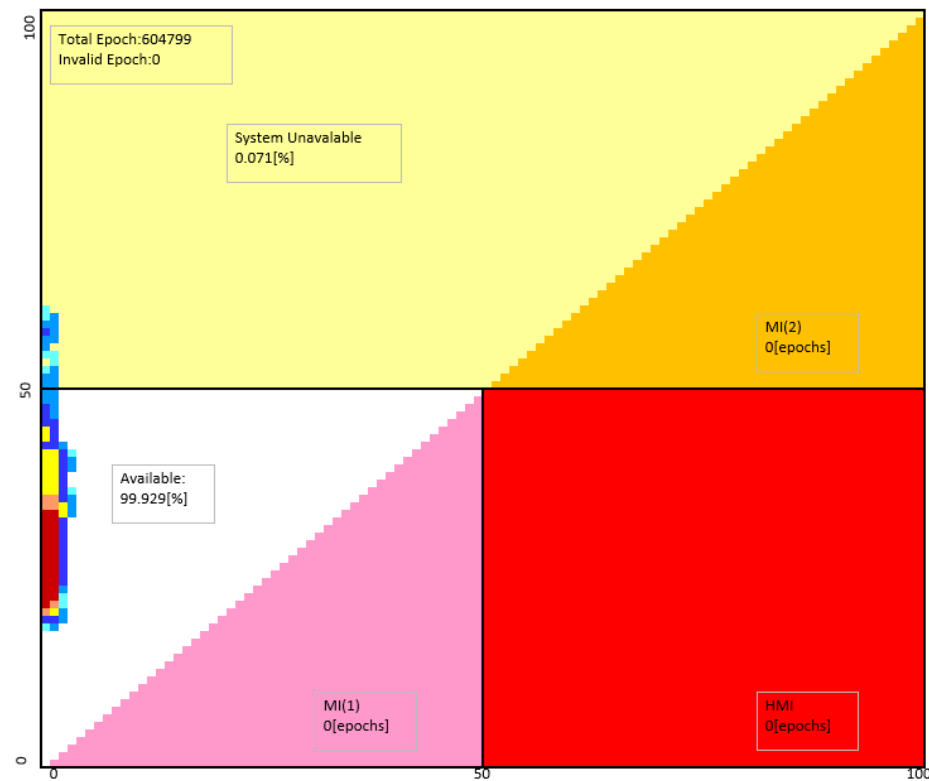 100
Total Epoch:604799
Invalid Epoch:0
System Unavalable
0.071[%]
MI(2)
0[epochs]
50
Available:
99.929[%]
MI(1)
0[epochs]
HMI
0[epochs]
0
0
50
100